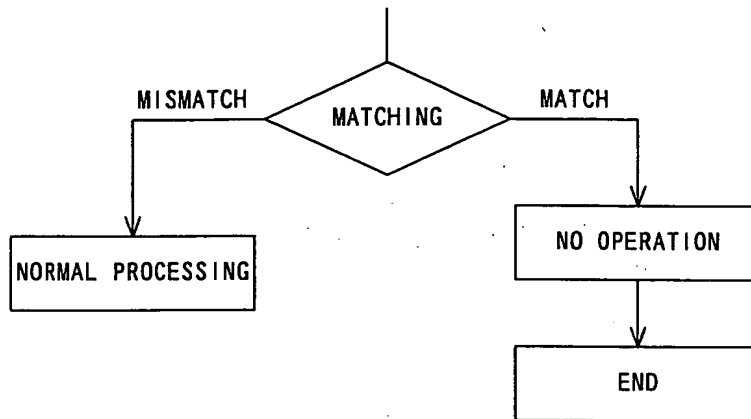 MISMATCH
MATCHING
MATCH
NORMAL PROCESSING
NO OPERATION
END